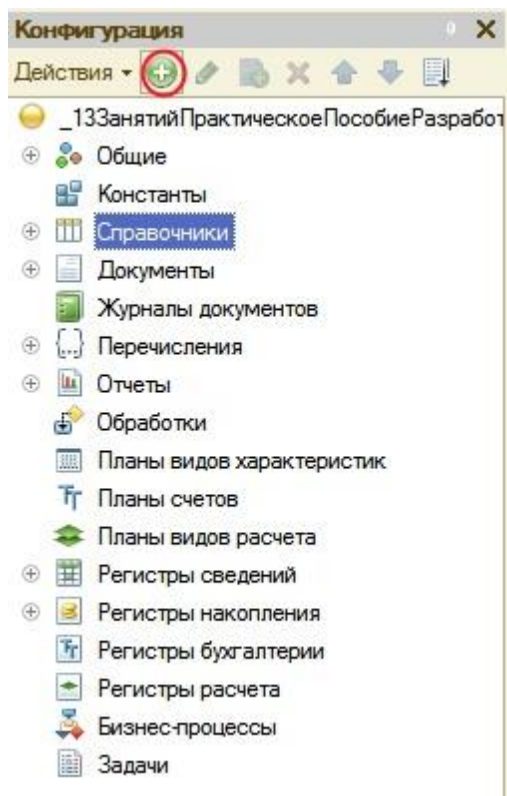 Конфигурация
Действия
_13ЗанятийПрактическоеПособиеРазработ
Общие
Константы
Справочники
Документы
Журналы документов
Перечисления
Отчеты
Обработки
Планы видов характеристик
Планы счетов
Планы видов расчета
Регистры сведений
Регистры накопления
Регистры бухгалтерии
Регистры расчета
Бизнес-процессы
Задачи